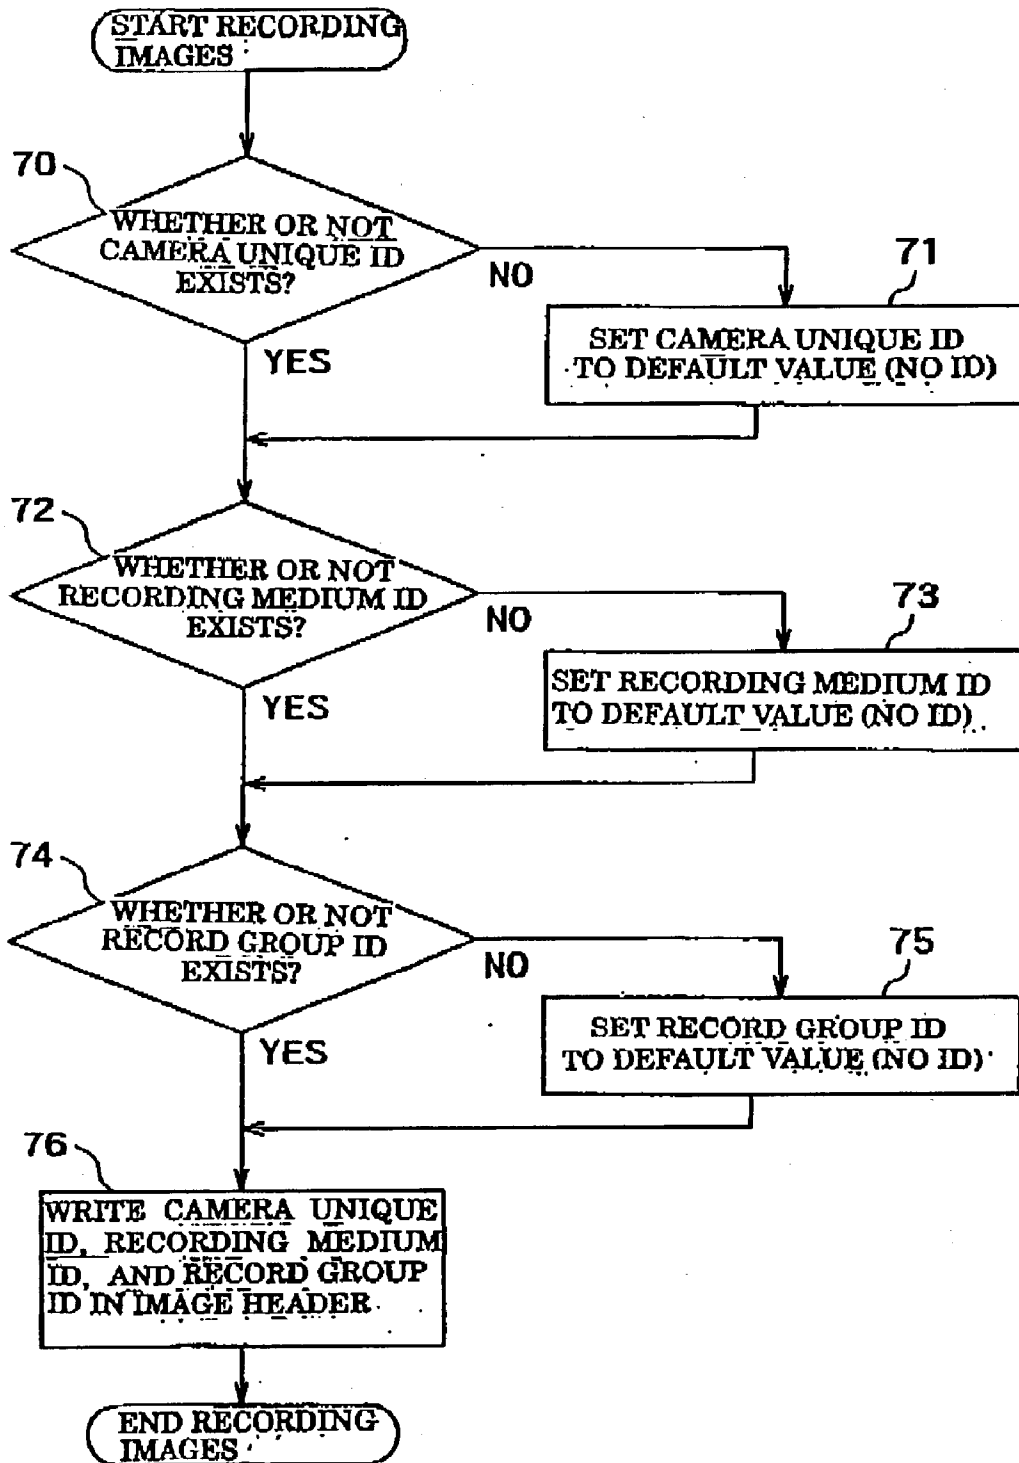 START RECORDING
IMAGES
70
WHETHER OR NOT
CAMERA UNIQUE ID
EXISTS?
NO
YES
71
SET CAMERA UNIQUE ID
TO DEFAULT VALUE (NO ID)
72
WHETHER OR NOT
RECORDING MEDIUM ID
EXISTS?
NO
YES
73
SET RECORDING MEDIUM ID
TO DEFAULT VALUE (NO ID)
74
WHETHER OR NOT
RECORD GROUP ID
EXISTS?
NO
YES
75
SET RECORD GROUP ID
TO DEFAULT VALUE (NO ID)
76
WRITE CAMERA UNIQUE
ID, RECORDING MEDIUM
ID, AND RECORD GROUP
ID IN IMAGE HEADER
END RECORDING
IMAGES